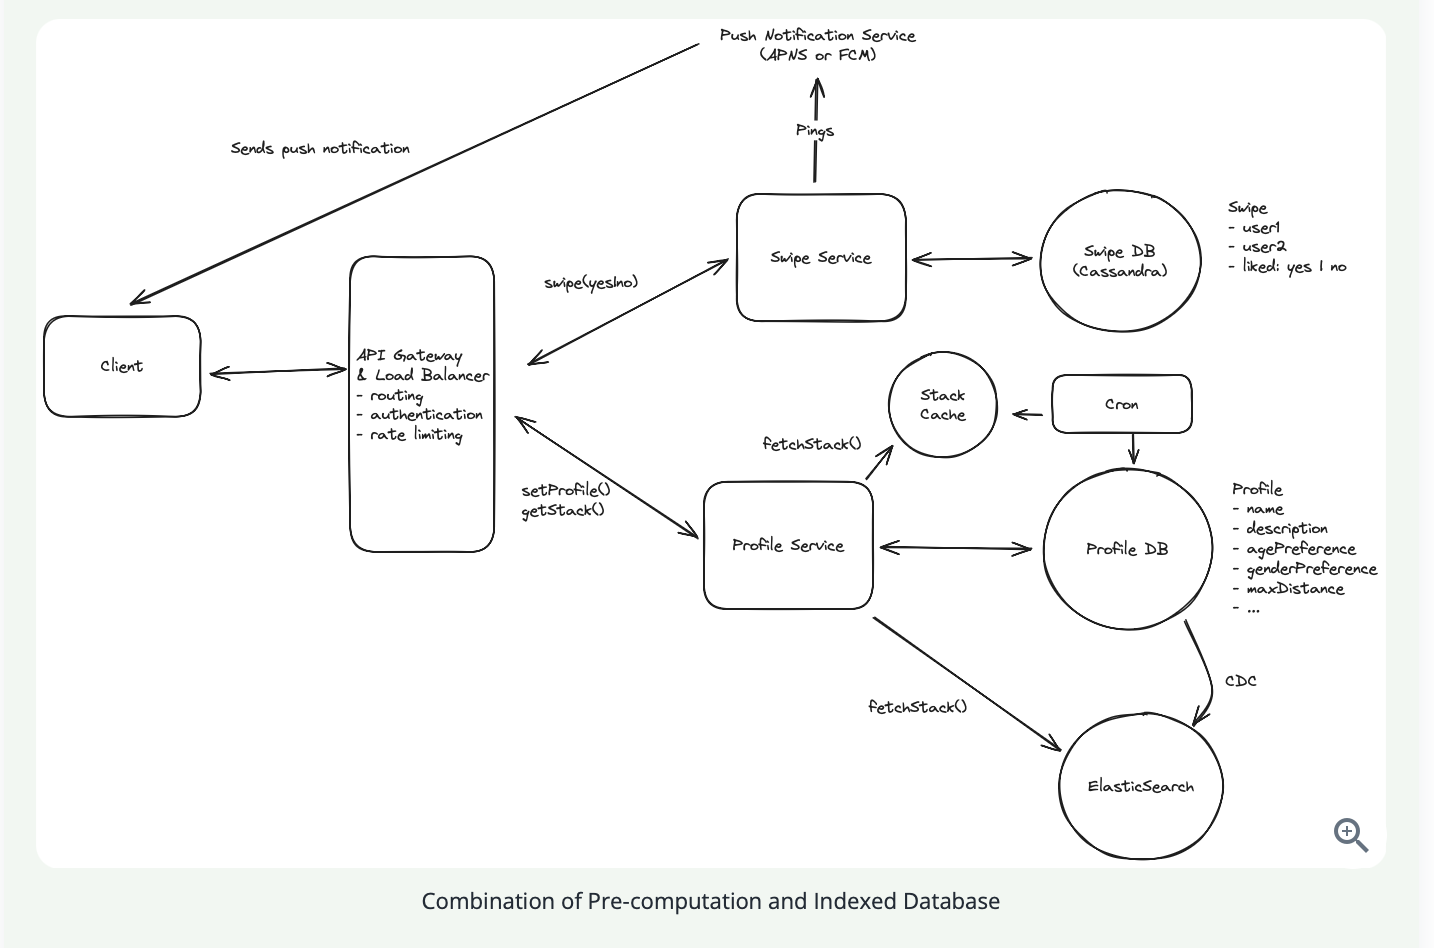 Push Notification Service
(APNS or FCM)
Sends push notification
Pings
Swipe Service
Swipe DB
(Cassandra)
Swipe
- user1
- user2
- liked: yes | no
swipe(yes|no)
Client
API Gateway
& Load Balancer
- routing
- authentication
- rate limiting
Stack
Cache
Cron
fetchStack()
setProfile()
getStack()
Profile Service
Profile DB
Profile
- name
- description
- agePreference
- genderPreference
- maxDistance
- ...
CDC
fetchStack()
ElasticSearch
Combination of Pre-computation and Indexed Database